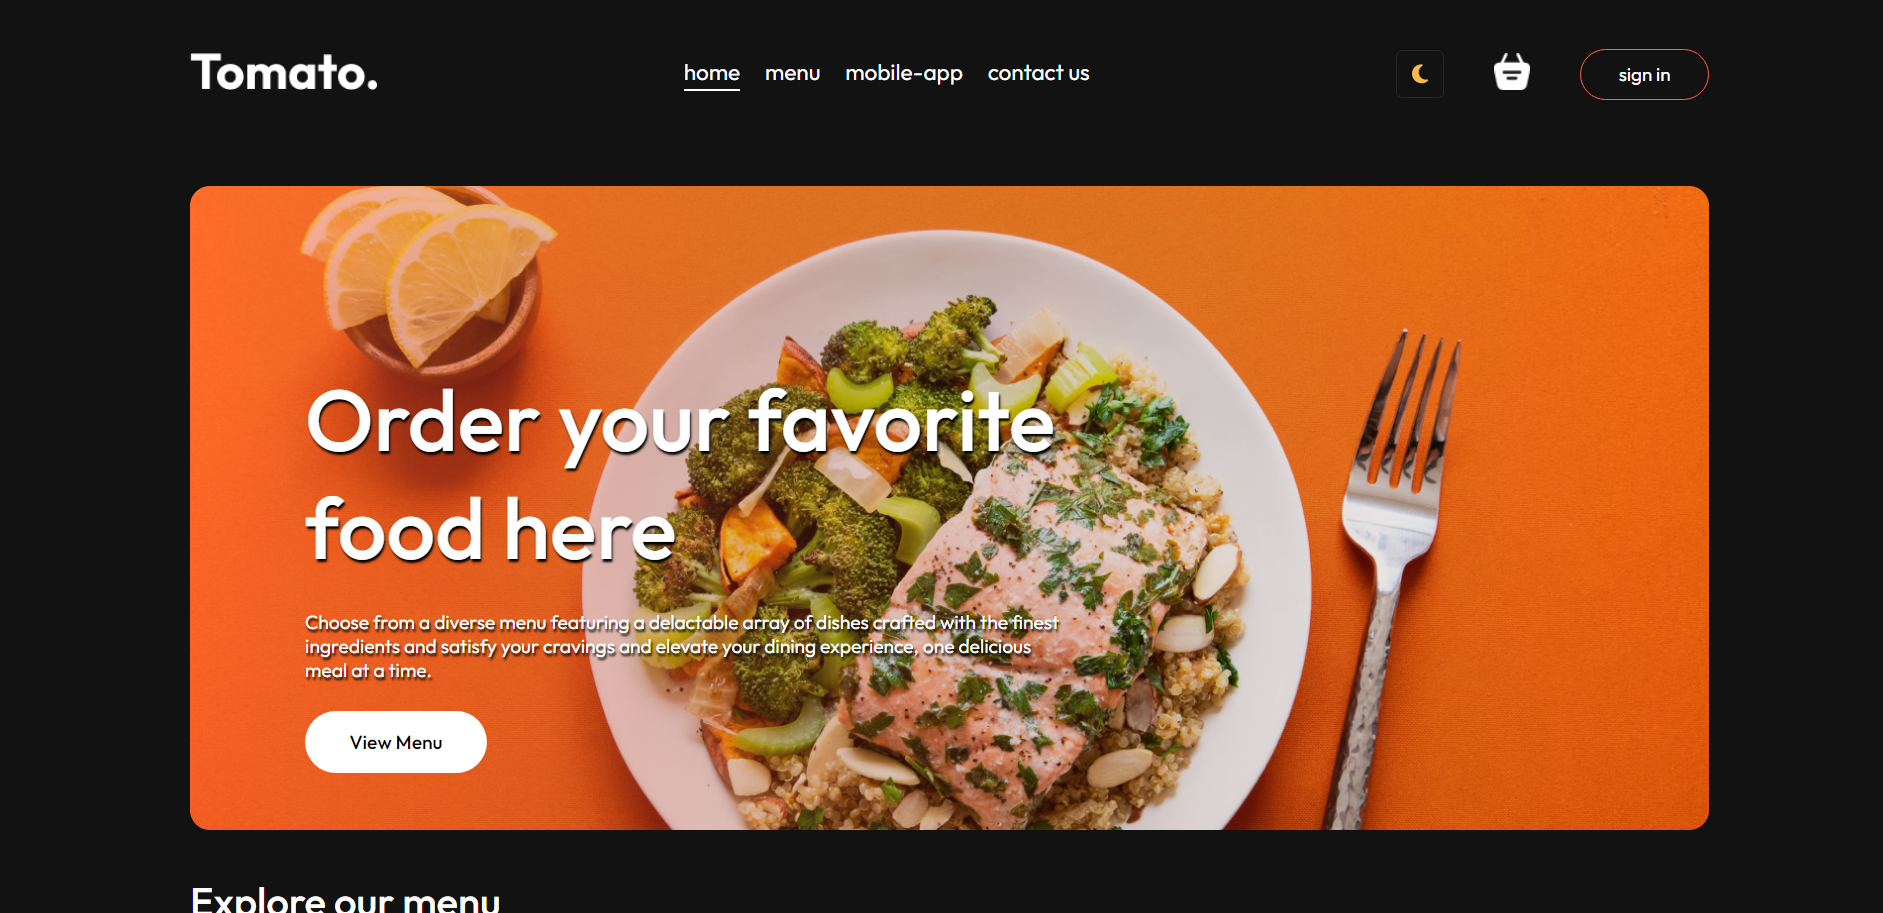 Tomato.
home menu mobile-app contact us
sign in
Order your favorite
food here
Choose from a diverse menu featuring a delactable array of dishes crafted with the finest
ingredients and satisfy your cravings and elevate your dining experience, one delicious
meal at a time.
View Menu
Explore our menu